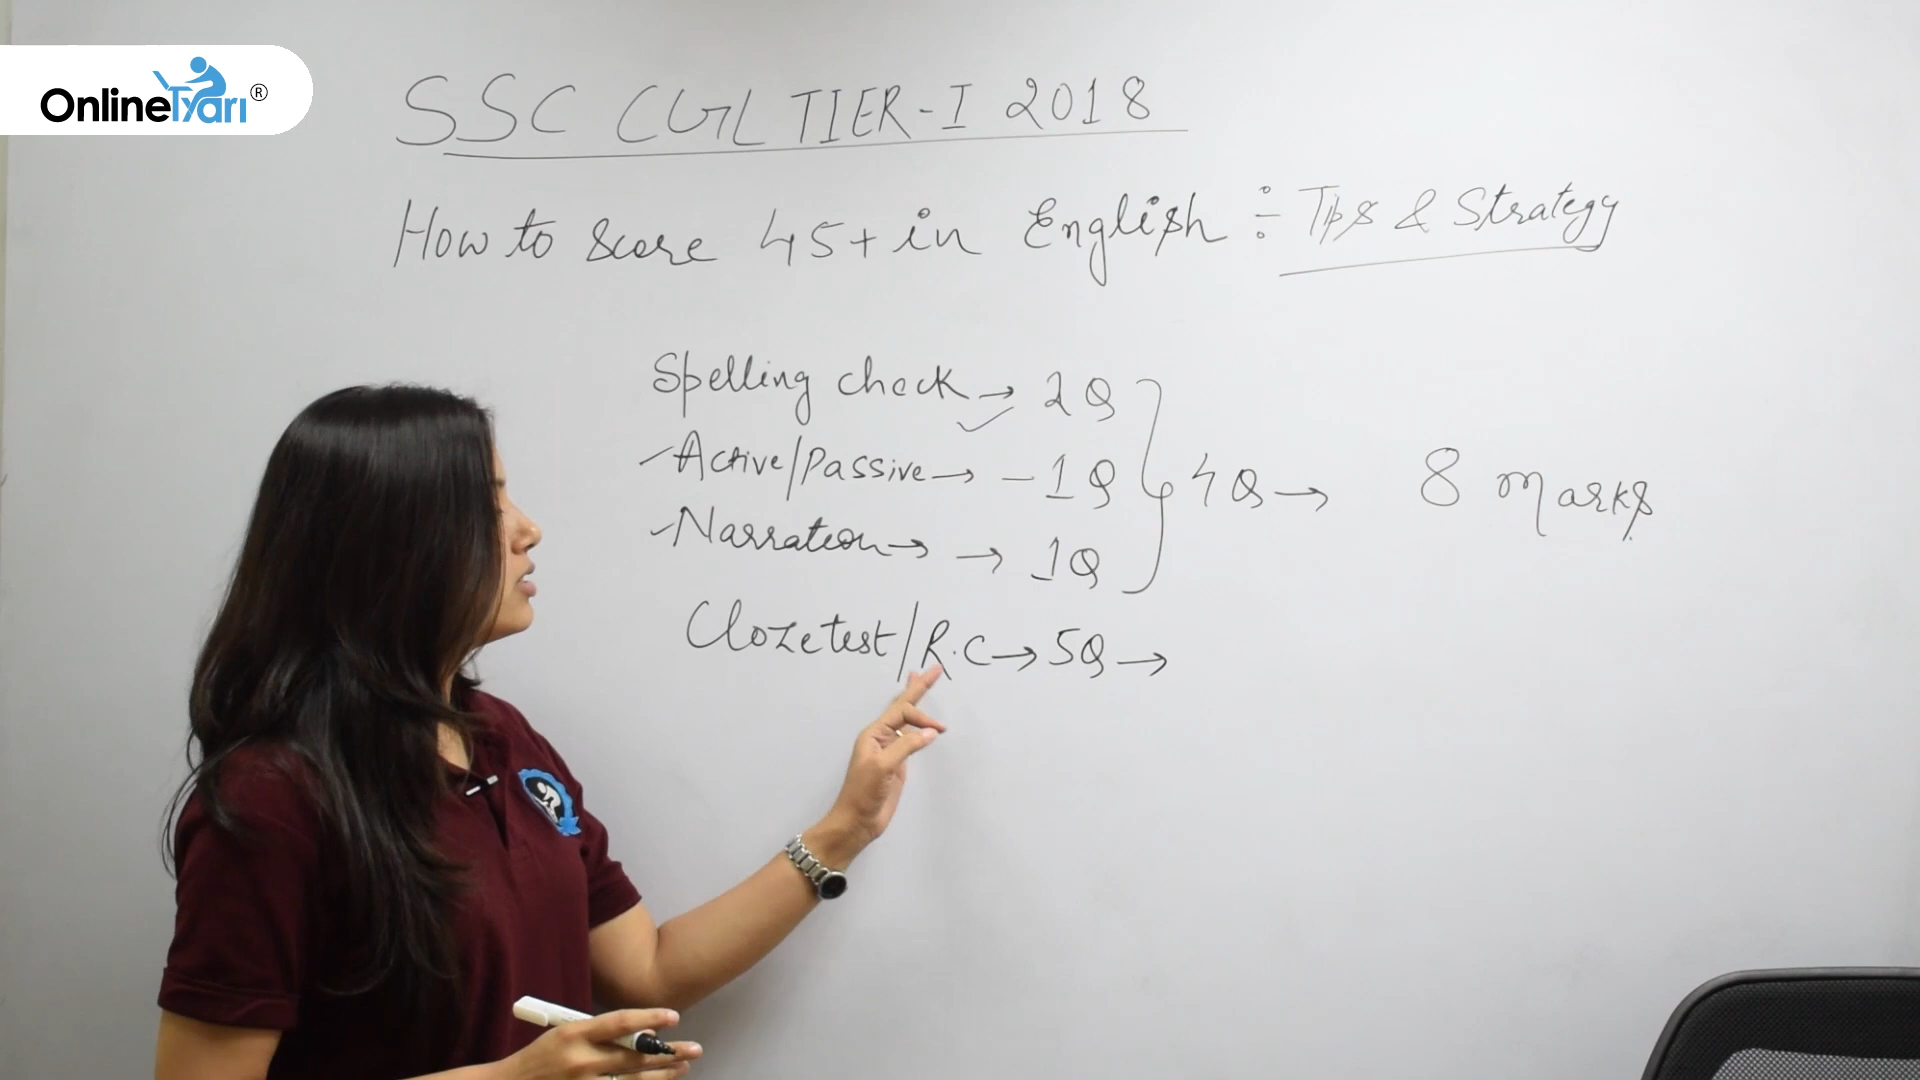 OnlineTyari®
SSC CGL TIER-I 2018
How to Score 45+ in English ÷ Tips & Strategy
Spelling check → 2Q
Active/Passive → - 1Q
4Q → 8 marks
Narration → → 1Q
Cloze test/R.C → 5Q →